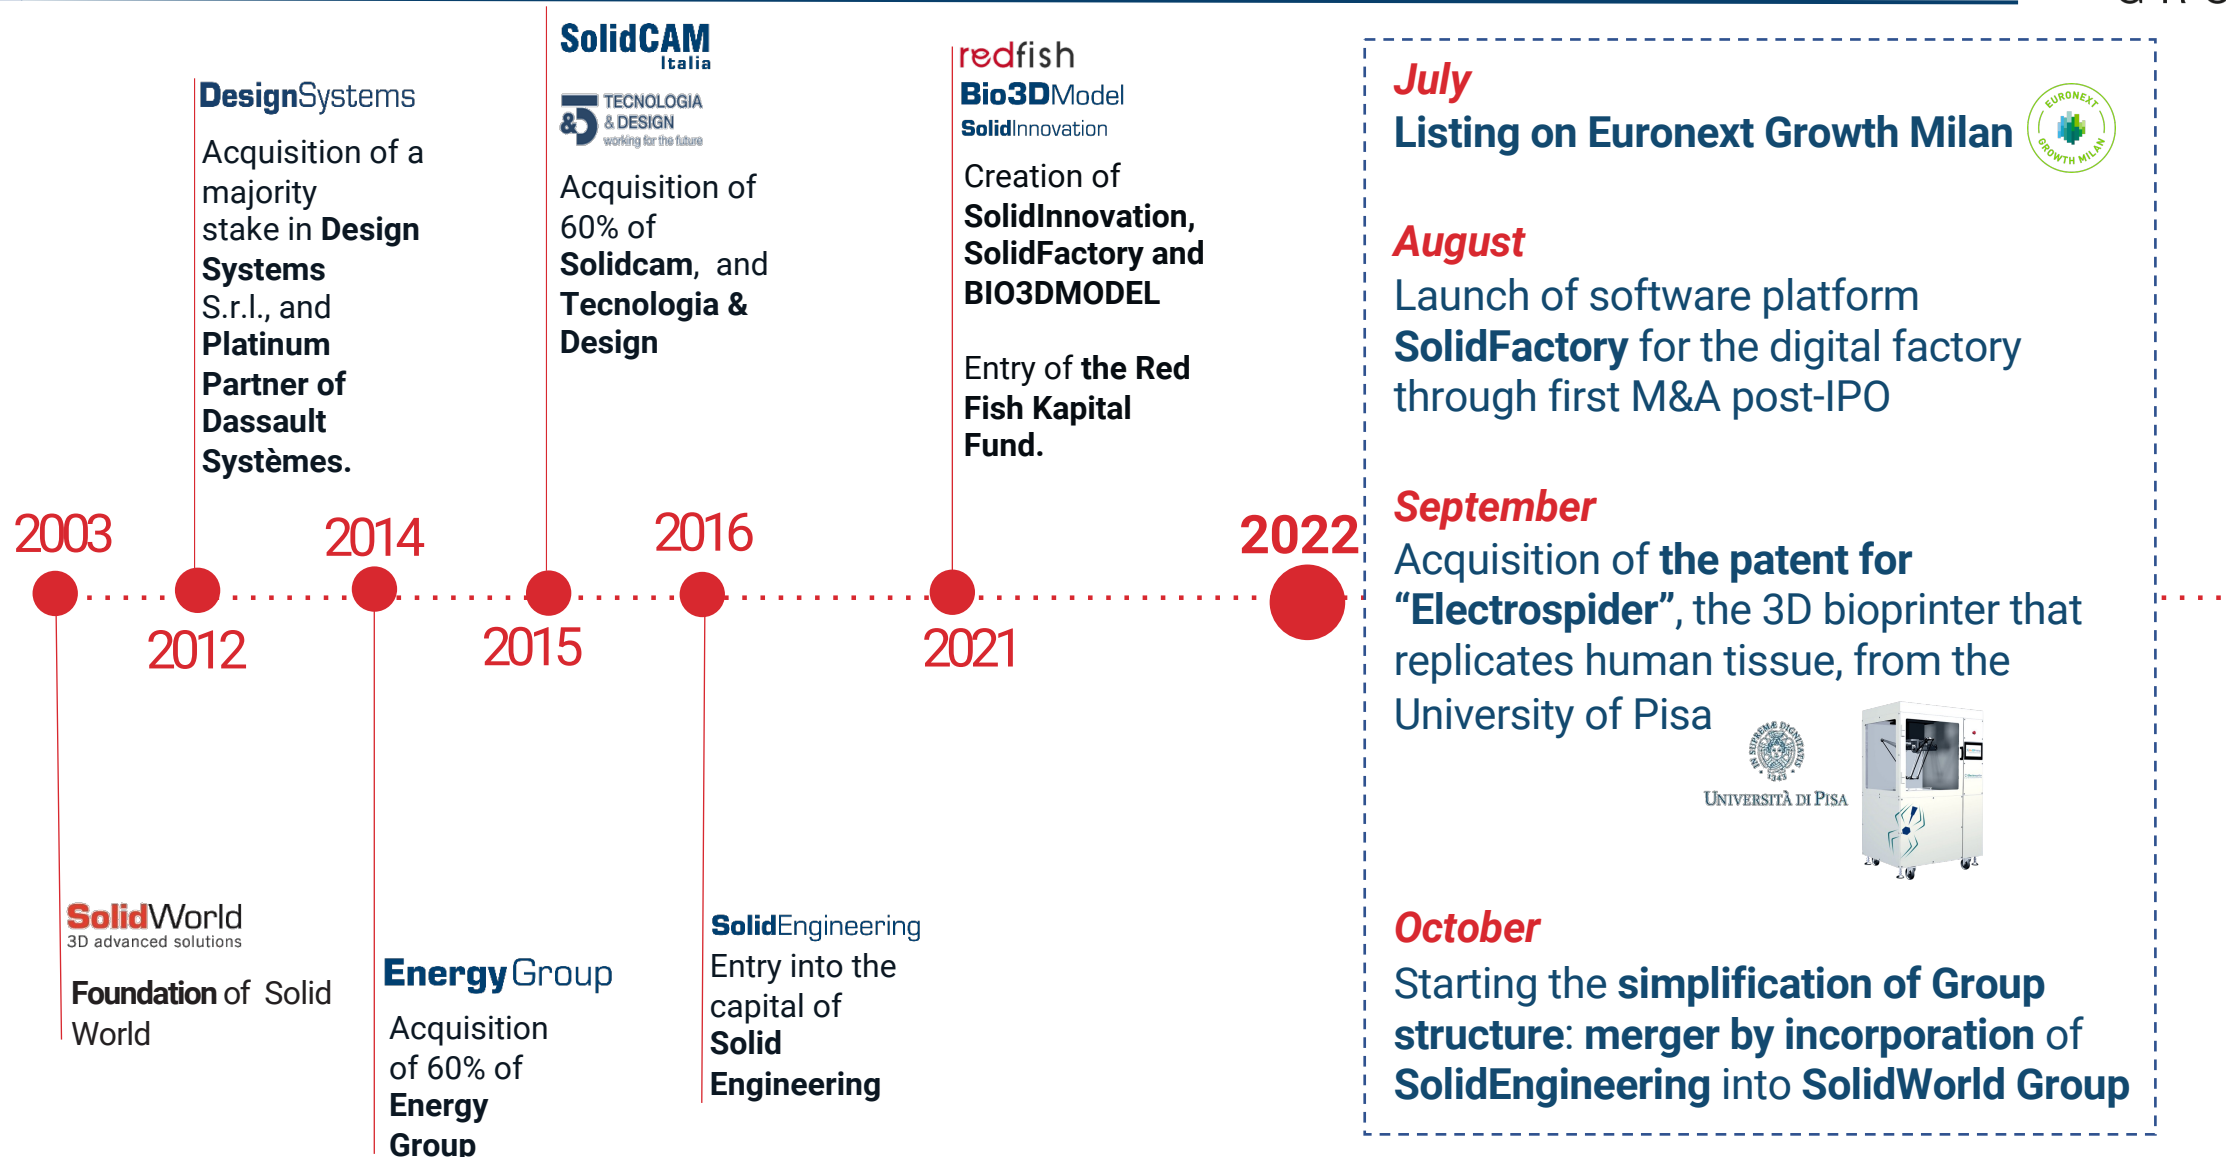 DesignSystems
Acquisition of a
majority
stake in Design
Systems
S.r.l., and
Platinum
Partner of
Dassault
Systèmes.
SolidCAM
Italia
TECNOLOGIA
& DESIGN
working for the future
Acquisition of
60% of
Solidcam, and
Tecnologia &
Design
redfish
Bio3DModel
SolidInnovation
Creation of
SolidInnovation,
SolidFactory and
BIO3DMODEL
Entry of the Red
Fish Kapital
Fund.
2003
2012
2014
2015
2016
2021
2022
SolidWorld
3D advanced solutions
Foundation of Solid
World
EnergyGroup
Acquisition
of 60% of
Energy
Group
SolidEngineering
Entry into the
capital of
Solid
Engineering
July
Listing on Euronext Growth Milan
EURONEXT
GROWTH MILAN
August
Launch of software platform
SolidFactory for the digital factory
through first M&A post-IPO
September
Acquisition of the patent for
“Electrospider”, the 3D bioprinter that
replicates human tissue, from the
University of Pisa
IN SUPREMÆ DIGNITATIS
1343
UNIVERSITÀ DI PISA
October
Starting the simplification of Group
structure: merger by incorporation of
SolidEngineering into SolidWorld Group